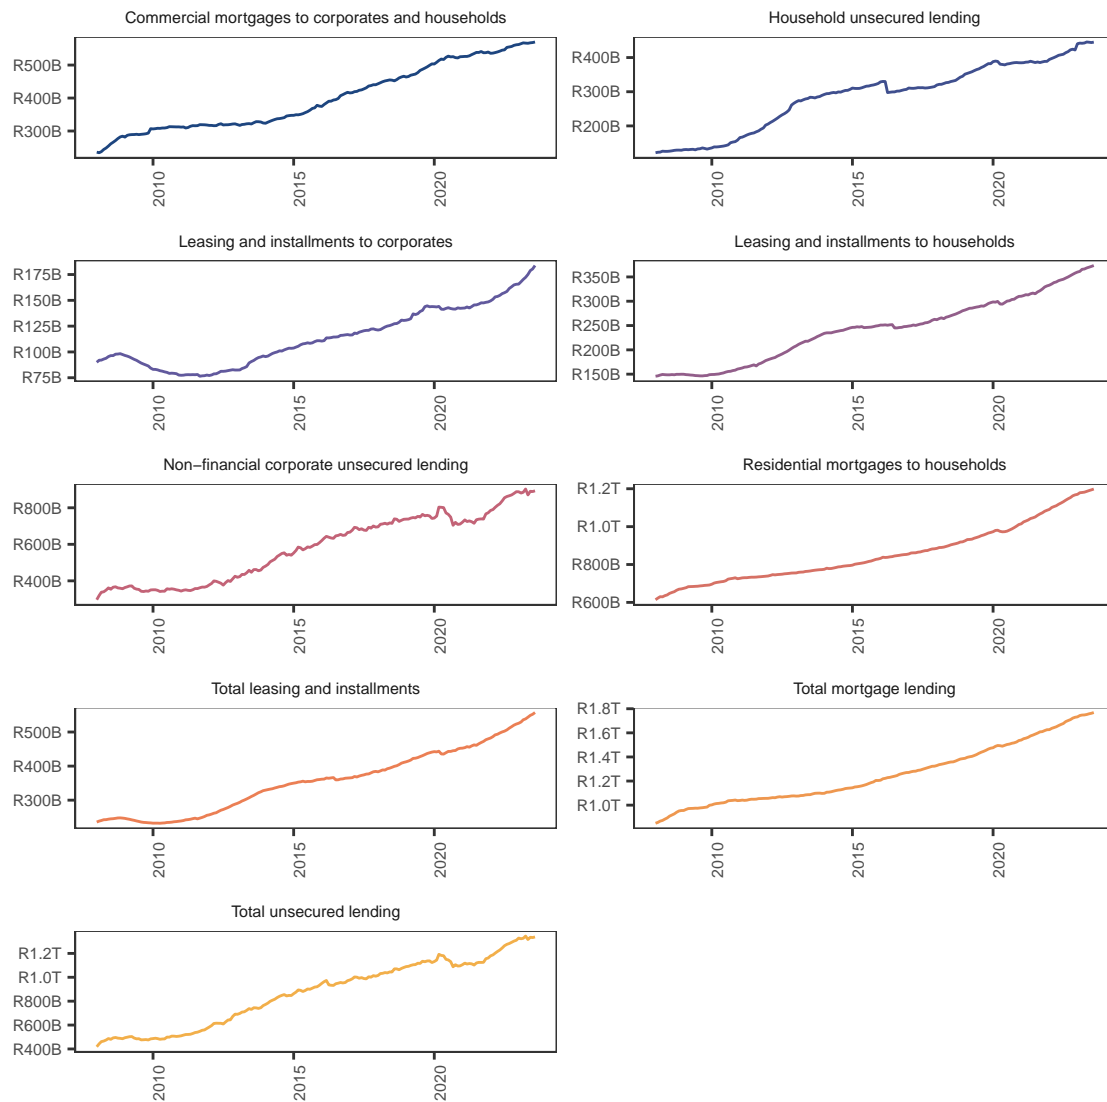 Commercial mortgages to corporates and households
R500B
R400B
R300B
2010
2015
2020
Household unsecured lending
R400B
R300B
R200B
2010
2015
2020
Leasing and installments to corporates
R175B
R150B
R125B
R100B
R75B
2010
2015
2020
Leasing and installments to households
R350B
R300B
R250B
R200B
R150B
2010
2015
2020
Non−financial corporate unsecured lending
R800B
R600B
R400B
2010
2015
2020
Residential mortgages to households
R1.2T
R1.0T
R800B
R600B
2010
2015
2020
Total leasing and installments
R500B
R400B
R300B
2010
2015
2020
Total mortgage lending
R1.8T
R1.6T
R1.4T
R1.2T
R1.0T
2010
2015
2020
Total unsecured lending
R1.2T
R1.0T
R800B
R600B
R400B
2010
2015
2020